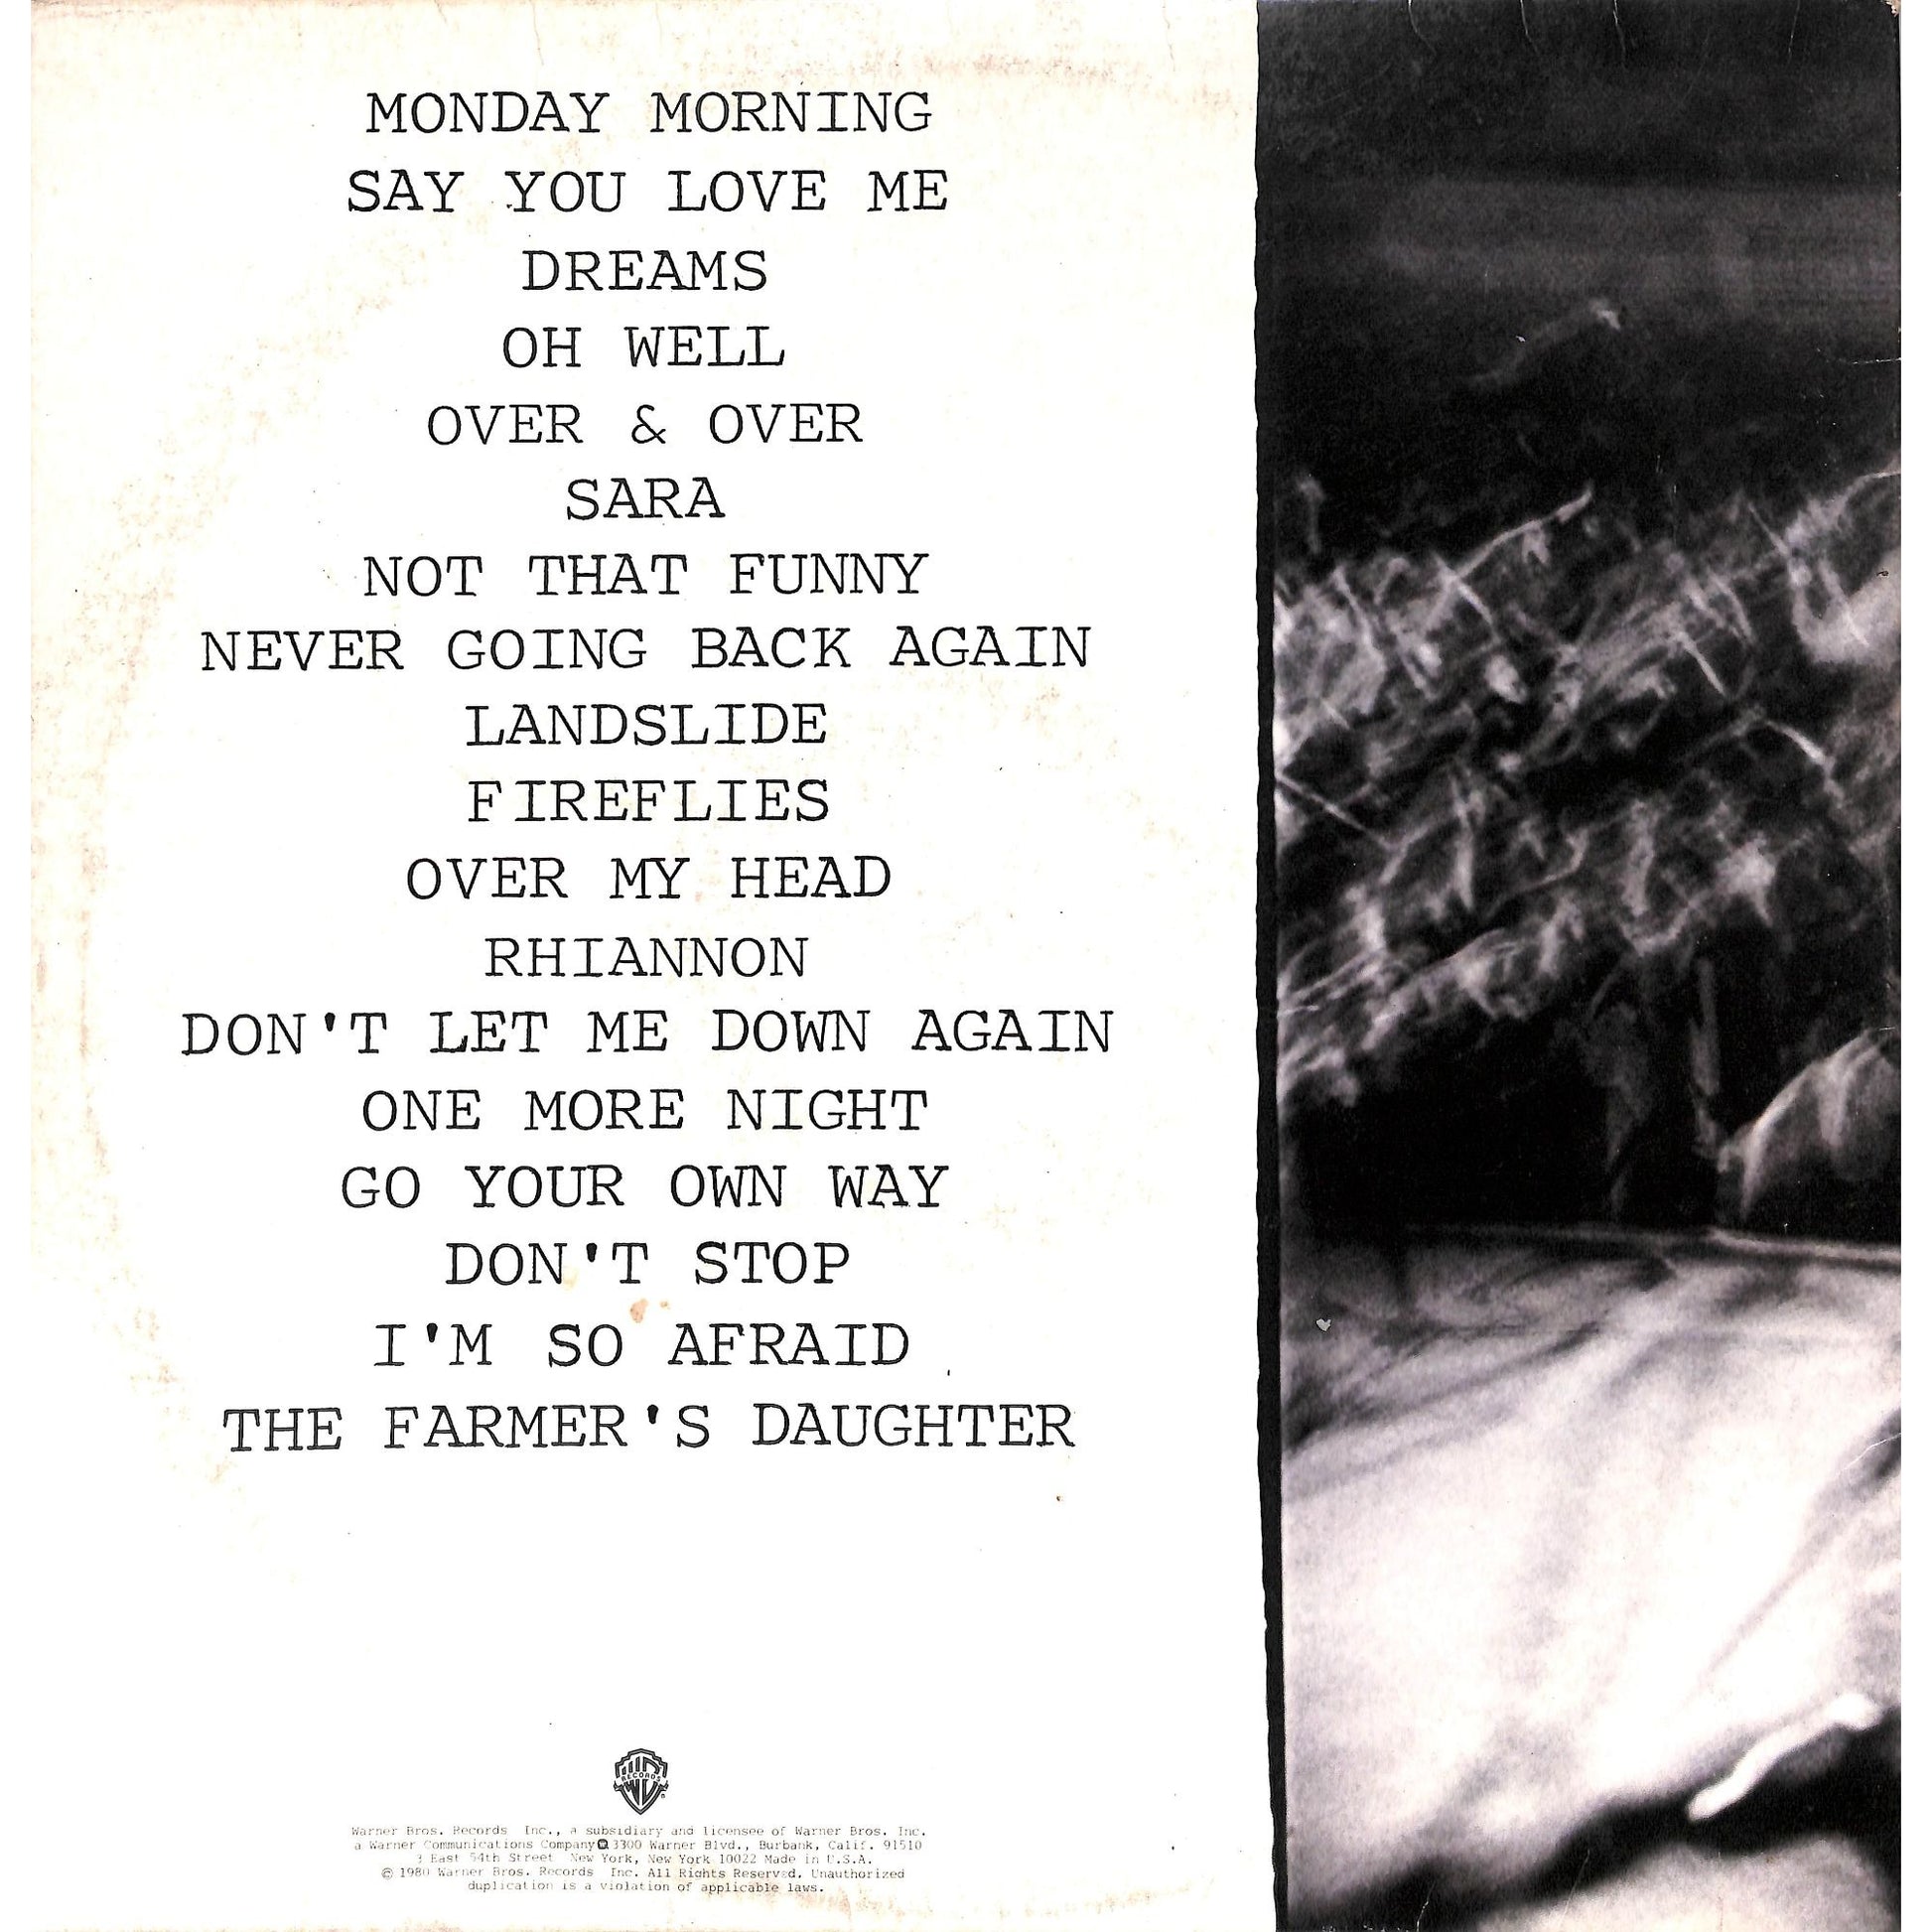 MONDAY MORNING
SAY YOU LOVE ME
DREAMS
OH WELL
OVER & OVER
SARA
NOT THAT FUNNY
NEVER GOING BACK AGAIN
LANDSLIDE
FIREFLIES
OVER MY HEAD
RHIANNON
DON'T LET ME DOWN AGAIN
ONE MORE NIGHT
GO YOUR OWN WAY
DON'T STOP
I'M SO AFRAID
THE FARMER'S DAUGHTER
RECORDS
Warner Bros. Records Inc., a subsidiary and licensee of Warner Bros. Inc.
a Warner Communications Company 3300 Warner Blvd., Burbank, Calif. 91510
3 East 54th Street New York, New York 10022 Made in U.S.A.
© 1980 Warner Bros. Records Inc. All Rights Reserved. Unauthorized
duplication is a violation of applicable laws.